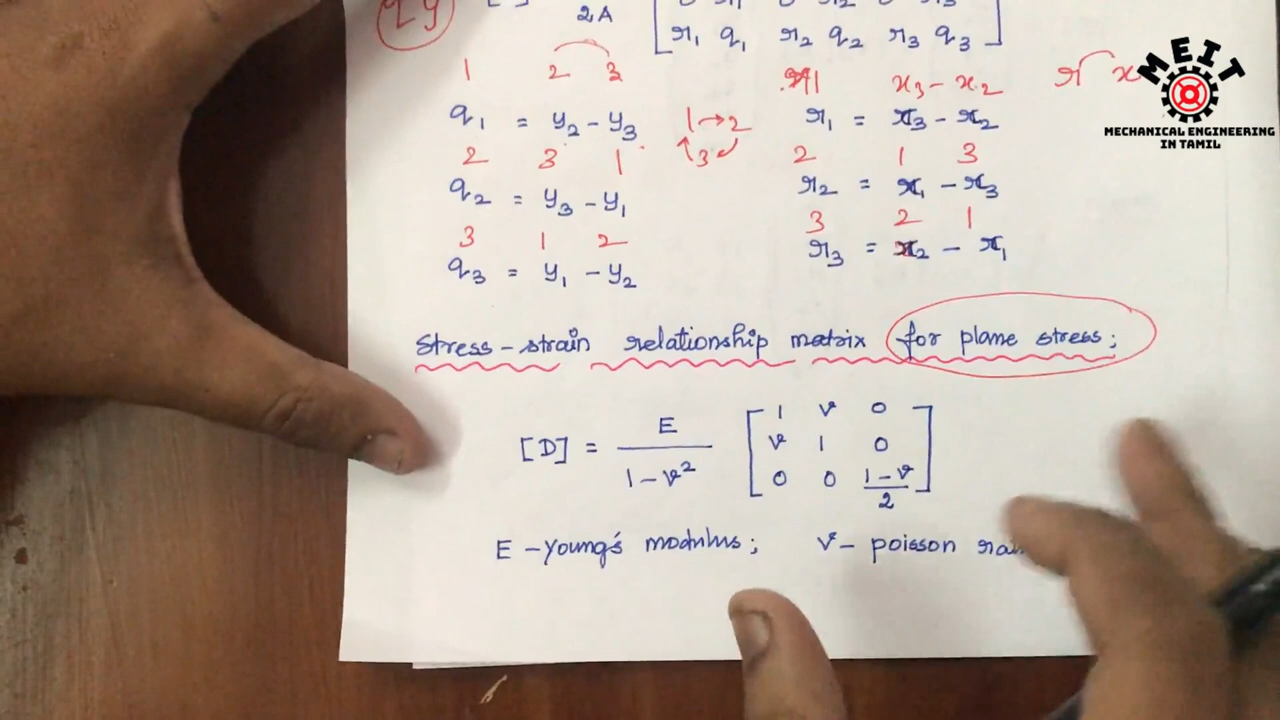 2A
r₁ q₁ r₂ q₂ r₃ q₃
1 2 3
q₁ = y₂ - y₃
2 3 1
q₂ = y₃ - y₁
3 1 2
q₃ = y₁ - y₂
1 → 2
3
x₃ - x₂
r₁ = x₃ - x₂
2 1 3
r₂ = x₁ - x₃
3 2 1
r₃ = x₂ - x₁
r x
MEIT
MECHANICAL ENGINEERING
IN TAMIL
Stress-strain relationship matrix for plane stress;
[D] = E / 1-v² [1 v 0
v 1 0
0 0 1-v / 2]
E - Young's modulus; v - poisson